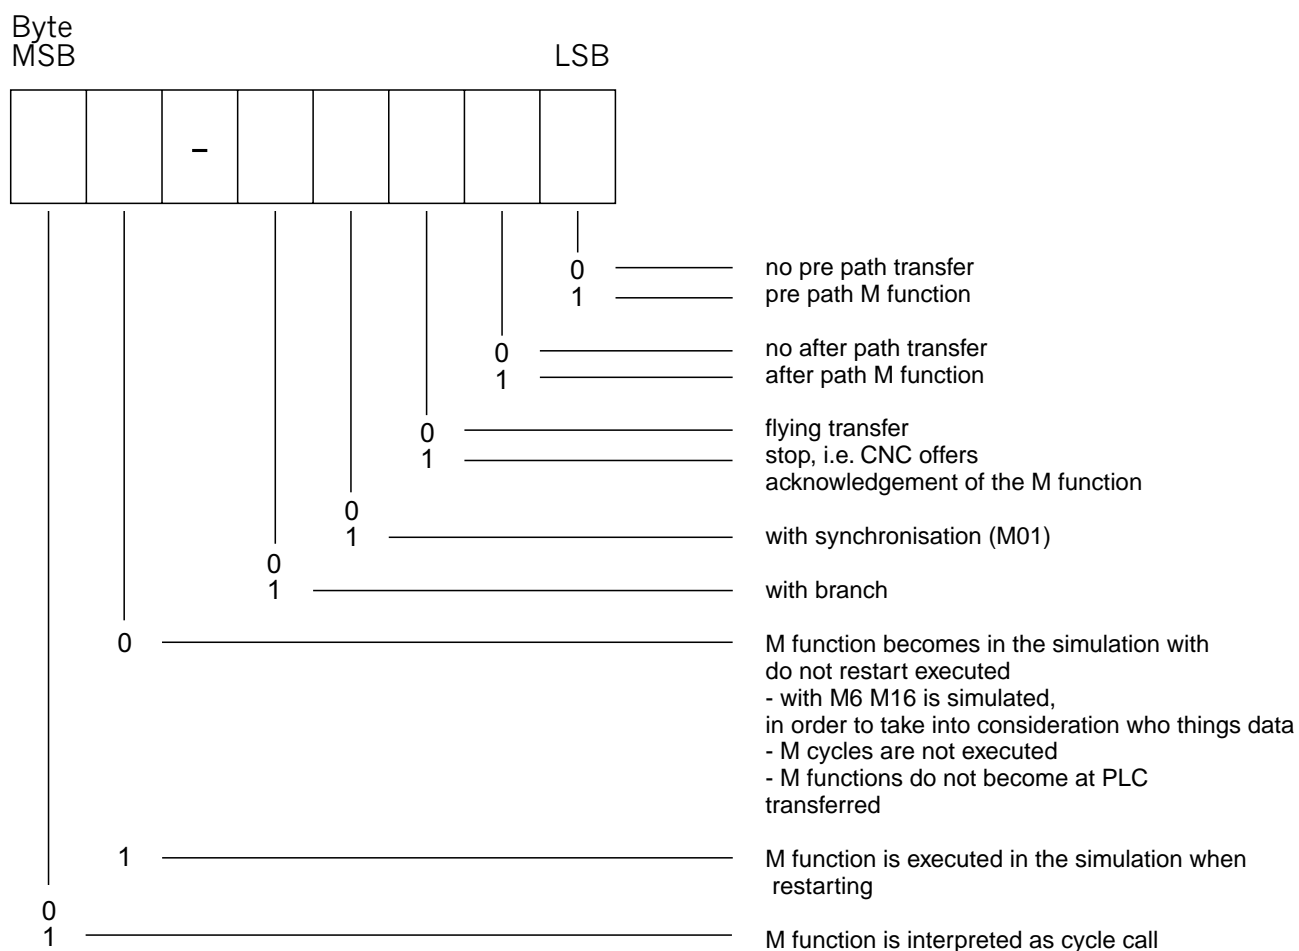 Byte
MSB LSB
–
0 no pre path transfer
1 pre path M function
0 no after path transfer
1 after path M function
0 flying transfer
1 stop, i.e. CNC offers
acknowledgement of the M function
0
1 with synchronisation (M01)
0
1 with branch
0 M function becomes in the simulation with
do not restart executed
- with M6 M16 is simulated,
in order to take into consideration who things data
- M cycles are not executed
- M functions do not become at PLC
transferred
1 M function is executed in the simulation when
restarting
0
1 M function is interpreted as cycle call